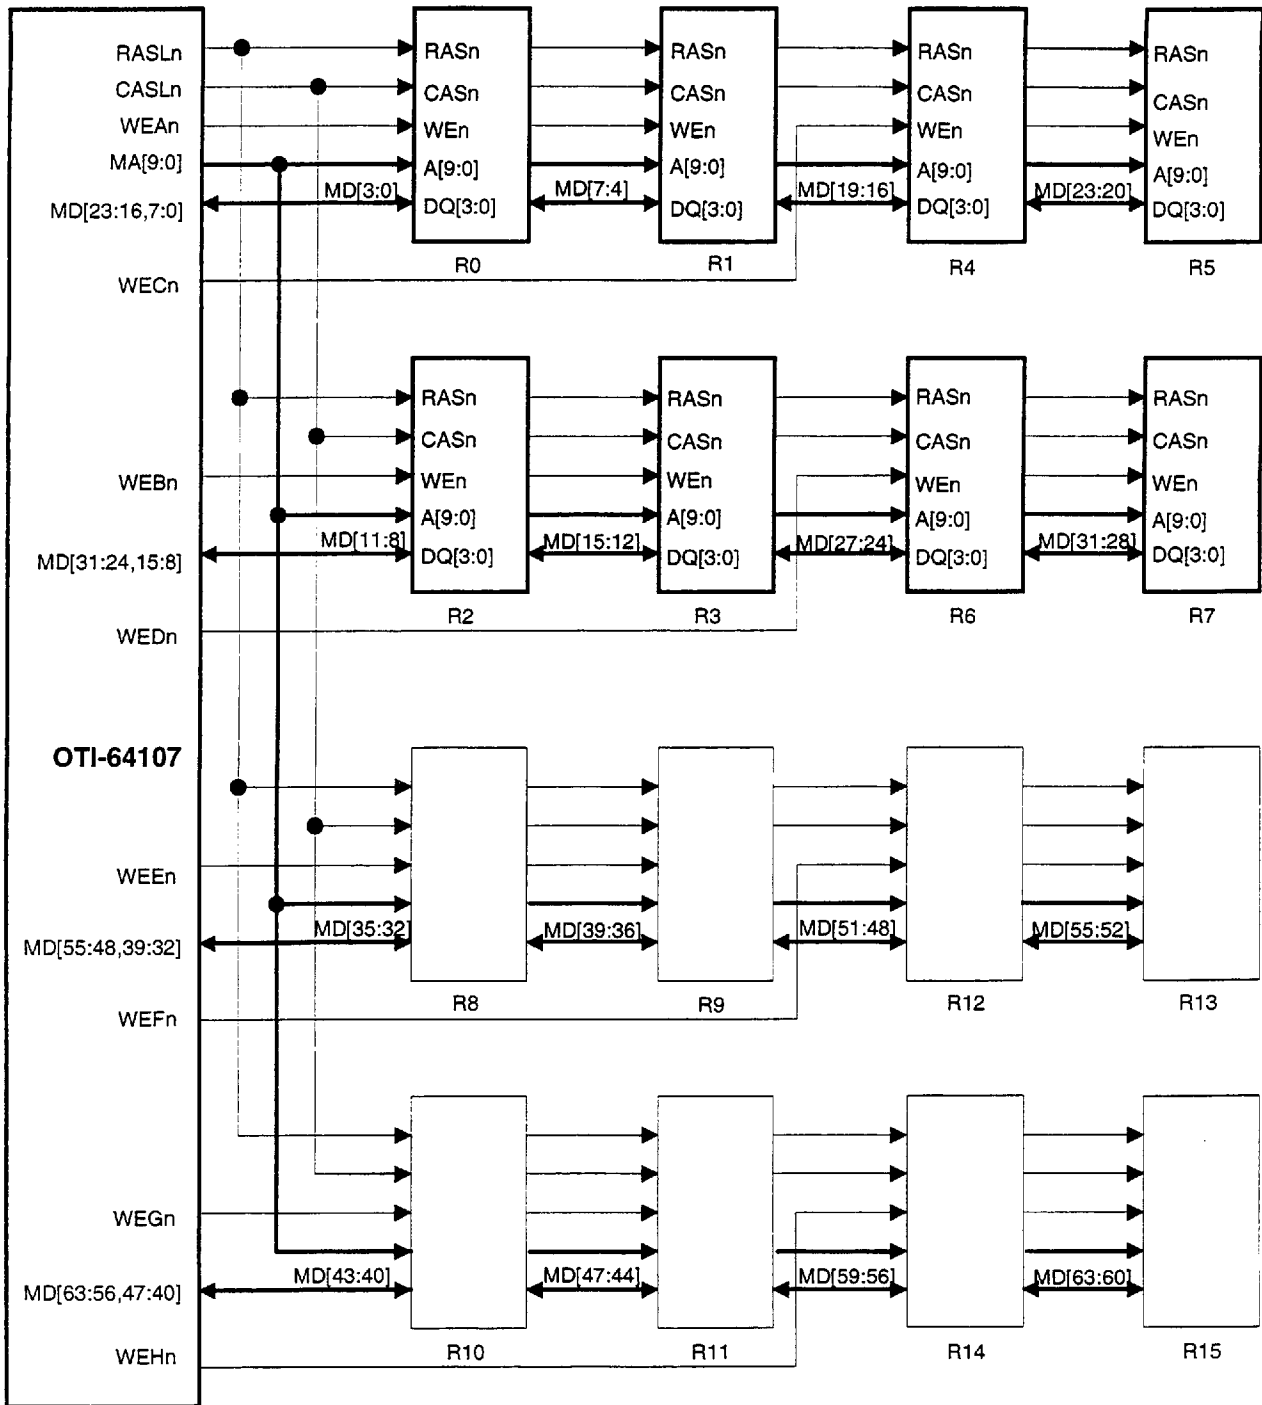 RASLn
CASLn
WEAn
MA[9:0]
MD[23:16,7:0]
WECn
WEBn
MD[31:24,15:8]
WEDn
OTI-64107
WEEn
MD[55:48,39:32]
WEFn
WEGn
MD[63:56,47:40]
WEHn
RASn
CASn
WEn
A[9:0]
DQ[3:0]
MD[3:0]
R0
RASn
CASn
WEn
A[9:0]
DQ[3:0]
MD[7:4]
R1
RASn
CASn
WEn
A[9:0]
DQ[3:0]
MD[19:16]
R4
RASn
CASn
WEn
A[9:0]
DQ[3:0]
MD[23:20]
R5
RASn
CASn
WEn
A[9:0]
DQ[3:0]
MD[11:8]
R2
RASn
CASn
WEn
A[9:0]
DQ[3:0]
MD[15:12]
R3
RASn
CASn
WEn
A[9:0]
DQ[3:0]
MD[27:24]
R6
RASn
CASn
WEn
A[9:0]
DQ[3:0]
MD[31:28]
R7
MD[35:32]
R8
MD[39:36]
R9
MD[51:48]
R12
MD[55:52]
R13
MD[43:40]
R10
MD[47:44]
R11
MD[59:56]
R14
MD[63:60]
R15